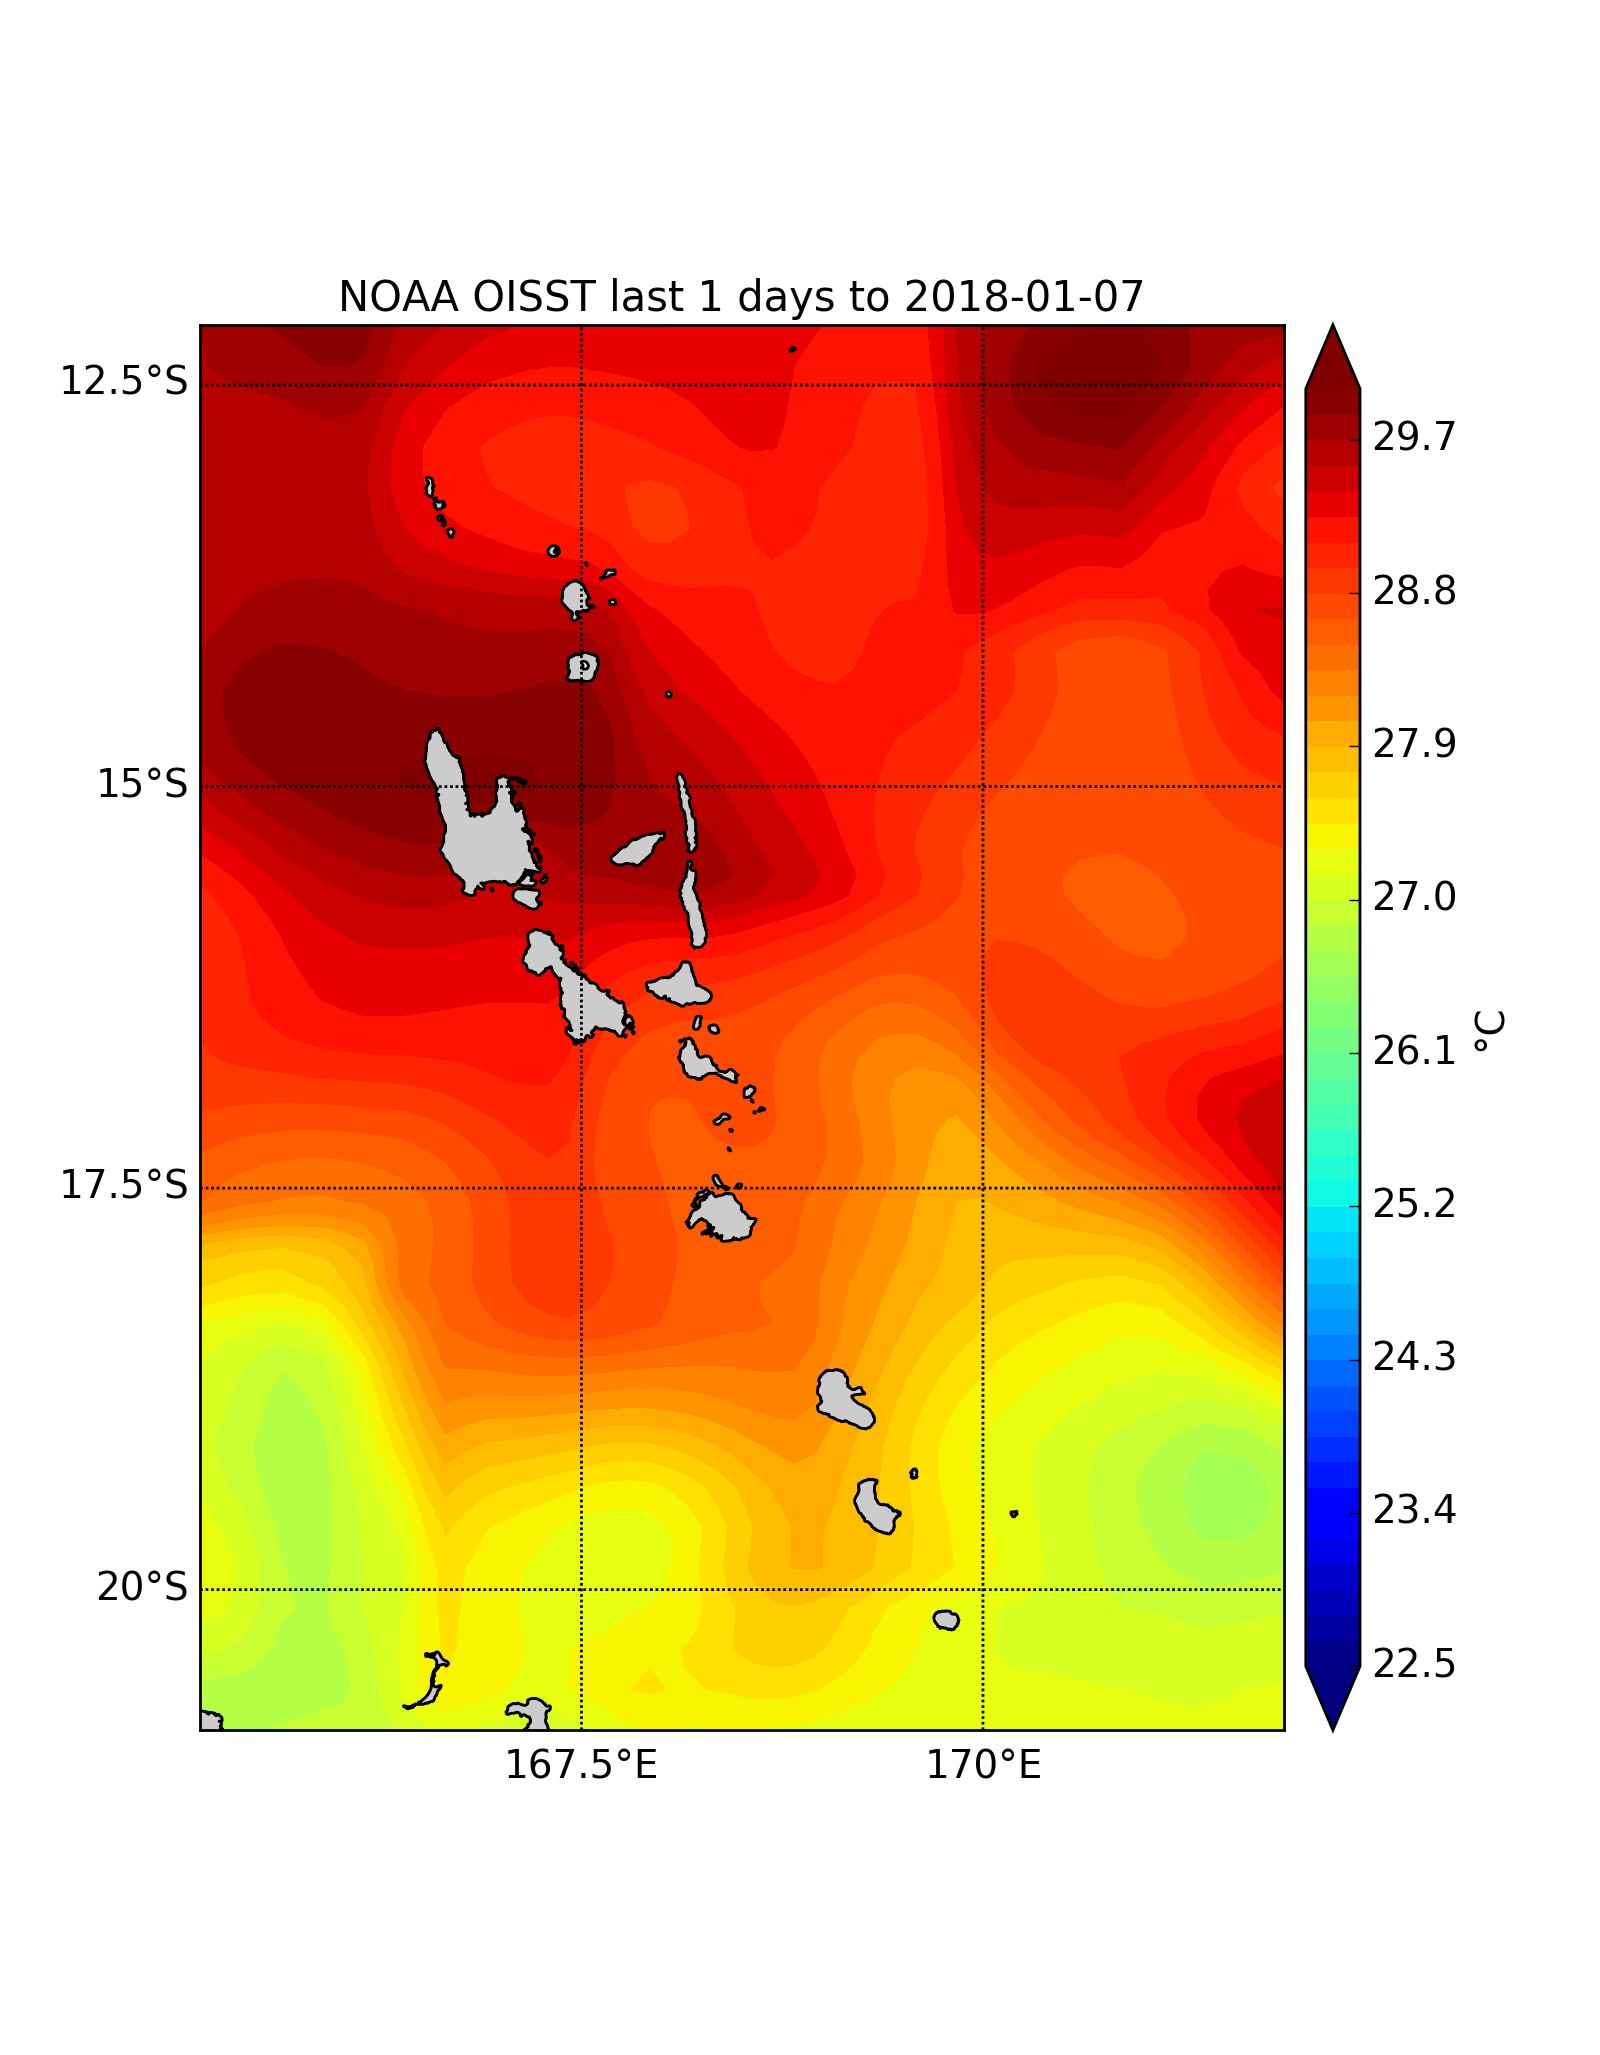 NOAA OISST last 1 days to 2018-01-07
12.5°S
15°S
17.5°S
20°S
167.5°E
170°E
29.7
28.8
27.9
27.0
26.1
25.2
24.3
23.4
22.5
°C